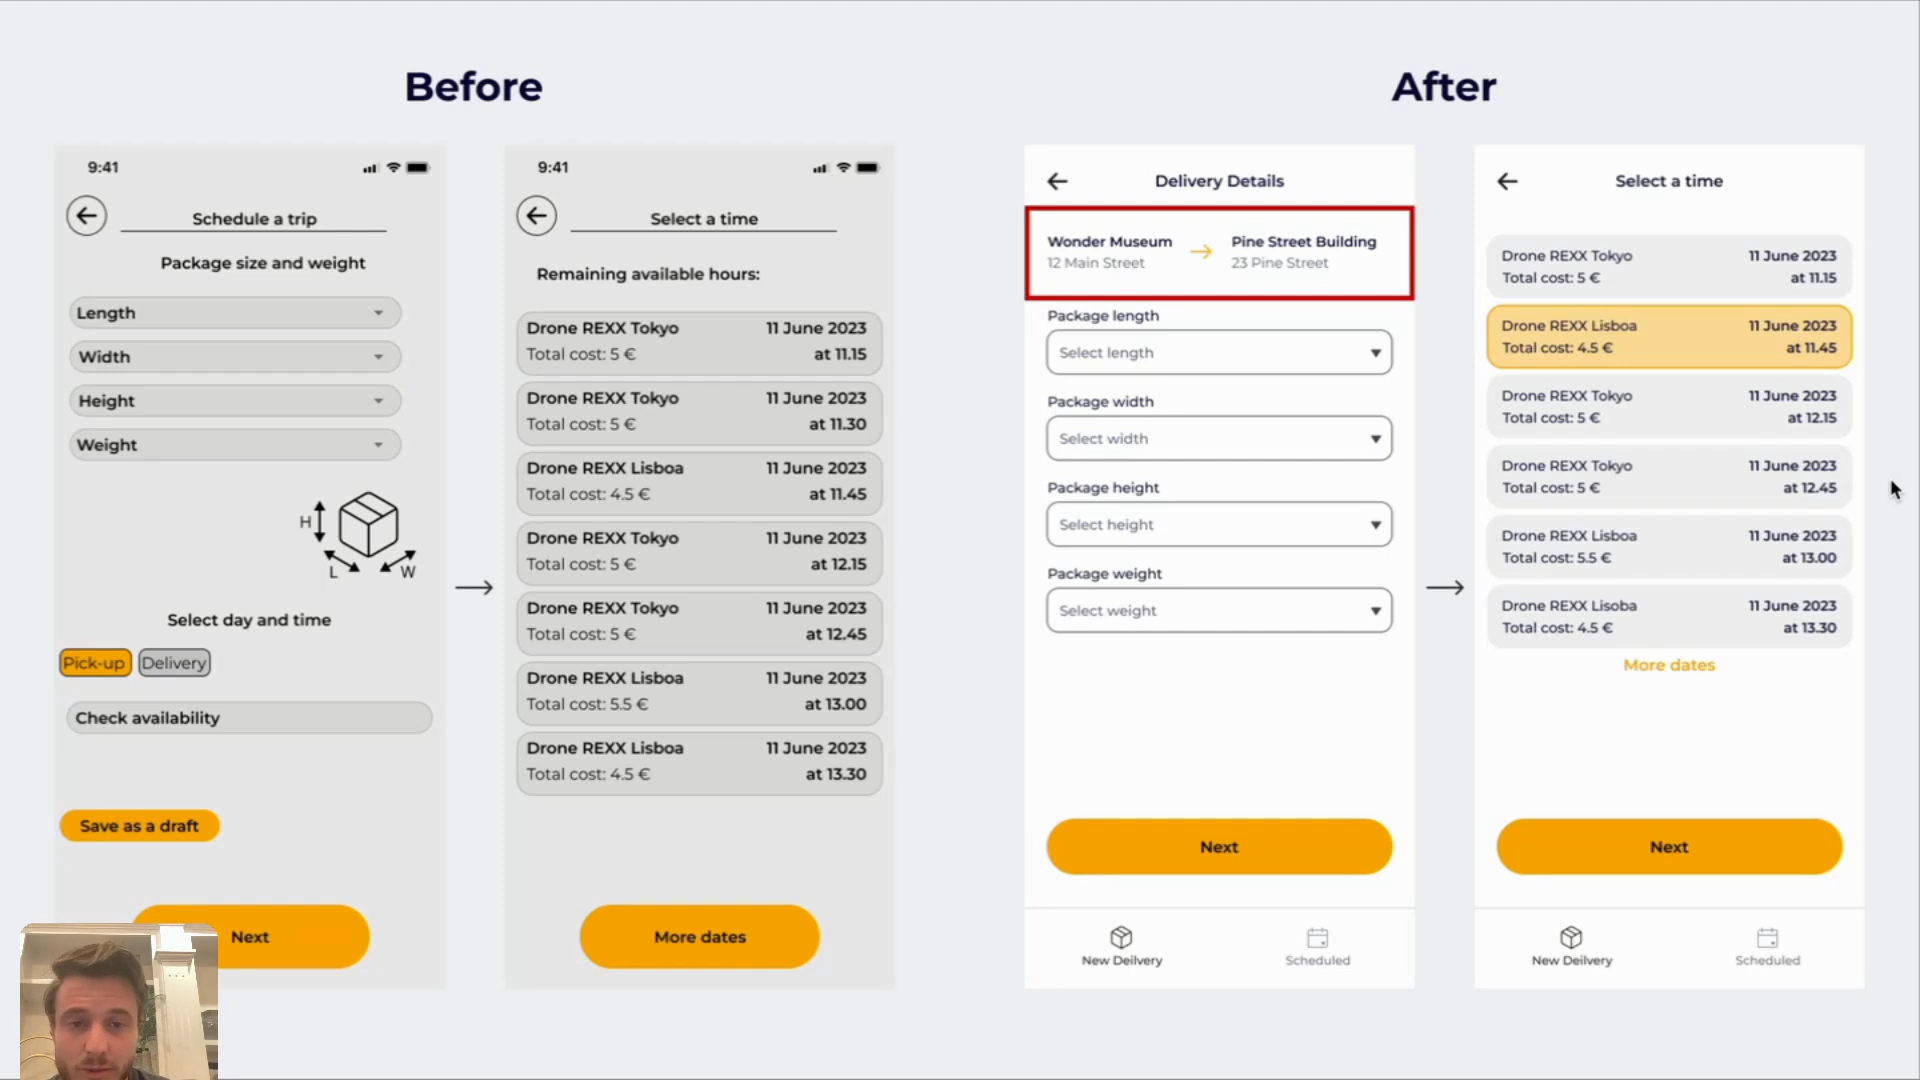 Before
After
9:41
Schedule a trip
Package size and weight
Length
Width
Height
Weight
H
L
W
Select day and time
Pick-up
Delivery
Check availability
Save as a draft
Next
9:41
Select a time
Remaining available hours:
Drone REXX Tokyo 11 June 2023
Total cost: 5 € at 11.15
Drone REXX Tokyo 11 June 2023
Total cost: 5 € at 11.30
Drone REXX Lisboa 11 June 2023
Total cost: 4.5 € at 11.45
Drone REXX Tokyo 11 June 2023
Total cost: 5 € at 12.15
Drone REXX Tokyo 11 June 2023
Total cost: 5 € at 12.45
Drone REXX Lisboa 11 June 2023
Total cost: 5.5 € at 13.00
Drone REXX Lisboa 11 June 2023
Total cost: 4.5 € at 13.30
More dates
Delivery Details
Wonder Museum Pine Street Building
12 Main Street 23 Pine Street
Package length
Select length
Package width
Select width
Package height
Select height
Package weight
Select weight
Next
New Deilvery Scheduled
Select a time
Drone REXX Tokyo 11 June 2023
Total cost: 5 € at 11.15
Drone REXX Lisboa 11 June 2023
Total cost: 4.5 € at 11.45
Drone REXX Tokyo 11 June 2023
Total cost: 5 € at 12.15
Drone REXX Tokyo 11 June 2023
Total cost: 5 € at 12.45
Drone REXX Lisboa 11 June 2023
Total cost: 5.5 € at 13.00
Drone REXX Lisoba 11 June 2023
Total cost: 4.5 € at 13.30
More dates
Next
New Deilvery Scheduled